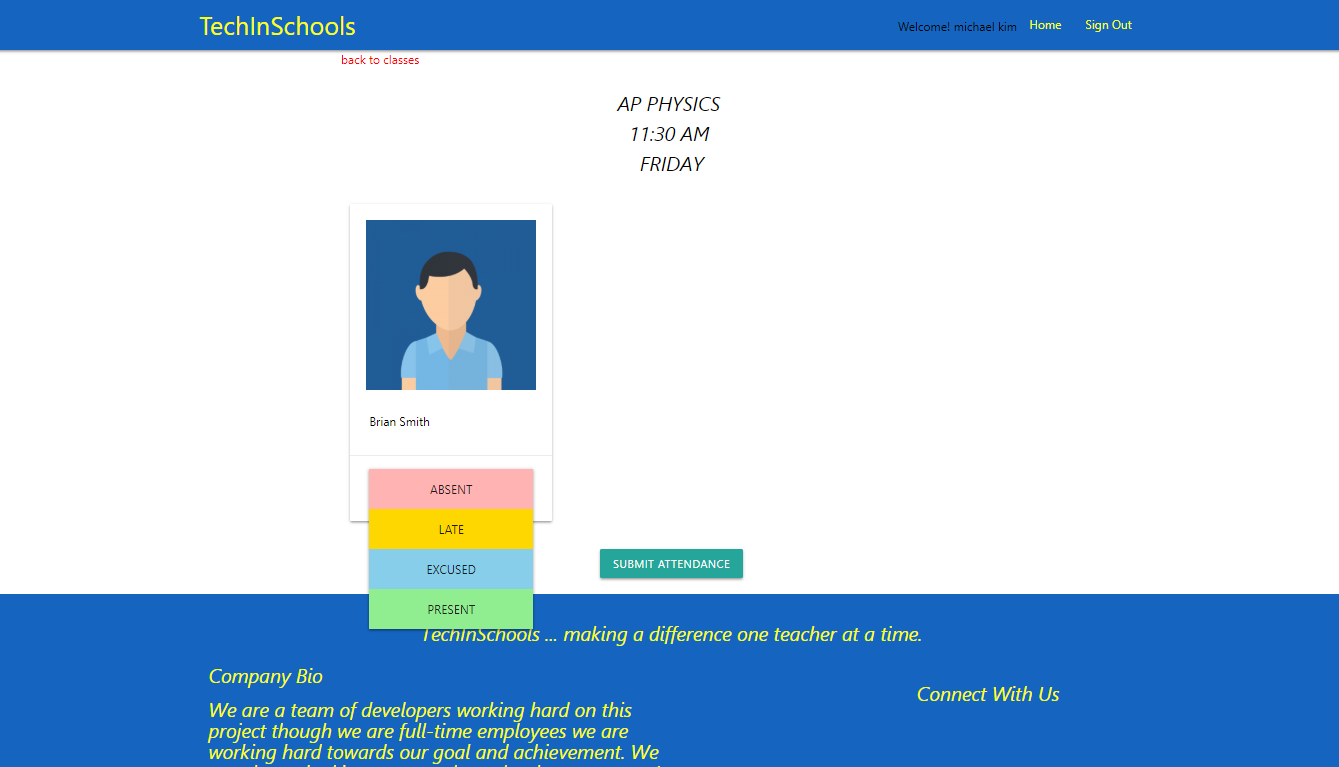 TechInSchools
Welcome! michael kim Home Sign Out
back to classes
AP PHYSICS
11:30 AM
FRIDAY
Brian Smith
ABSENT
LATE
EXCUSED
PRESENT
SUBMIT ATTENDANCE
TechInSchools ... making a difference one teacher at a time.
Company Bio
We are a team of developers working hard on this
project though we are full-time employees we are
working hard towards our goal and achievement. We
Connect With Us